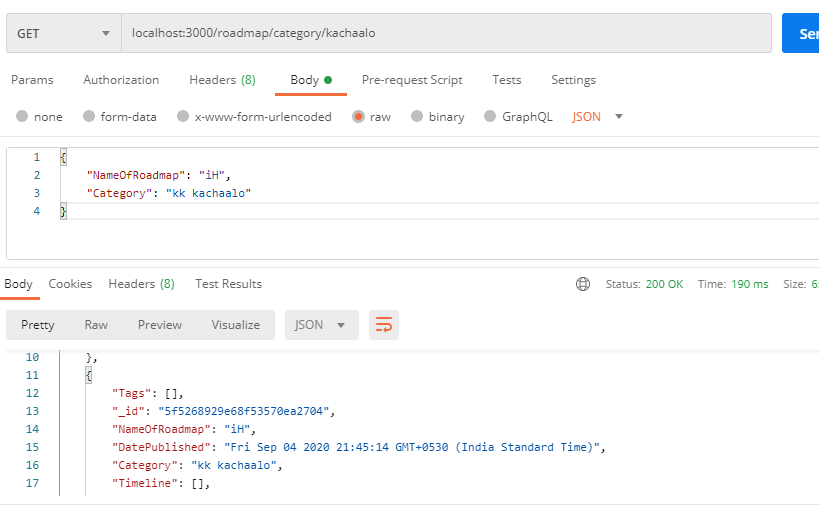 GET localhost:3000/roadmap/category/kachaalo Se
Params Authorization Headers (8) Body Pre-request Script Tests Settings
none form-data x-www-form-urlencoded raw binary GraphQL JSON
1 {
2 "NameOfRoadmap": "iH",
3 "Category": "kk kachaalo"
4 }
Body Cookies Headers (8) Test Results Status: 200 OK Time: 190 ms Size: 6
Pretty Raw Preview Visualize JSON
10 },
11 {
12 "Tags": [],
13 "_id": "5f5268929e68f53570ea2704",
14 "NameOfRoadmap": "iH",
15 "DatePublished": "Fri Sep 04 2020 21:45:14 GMT+0530 (India Standard Time)",
16 "Category": "kk kachaalo",
17 "Timeline": [],